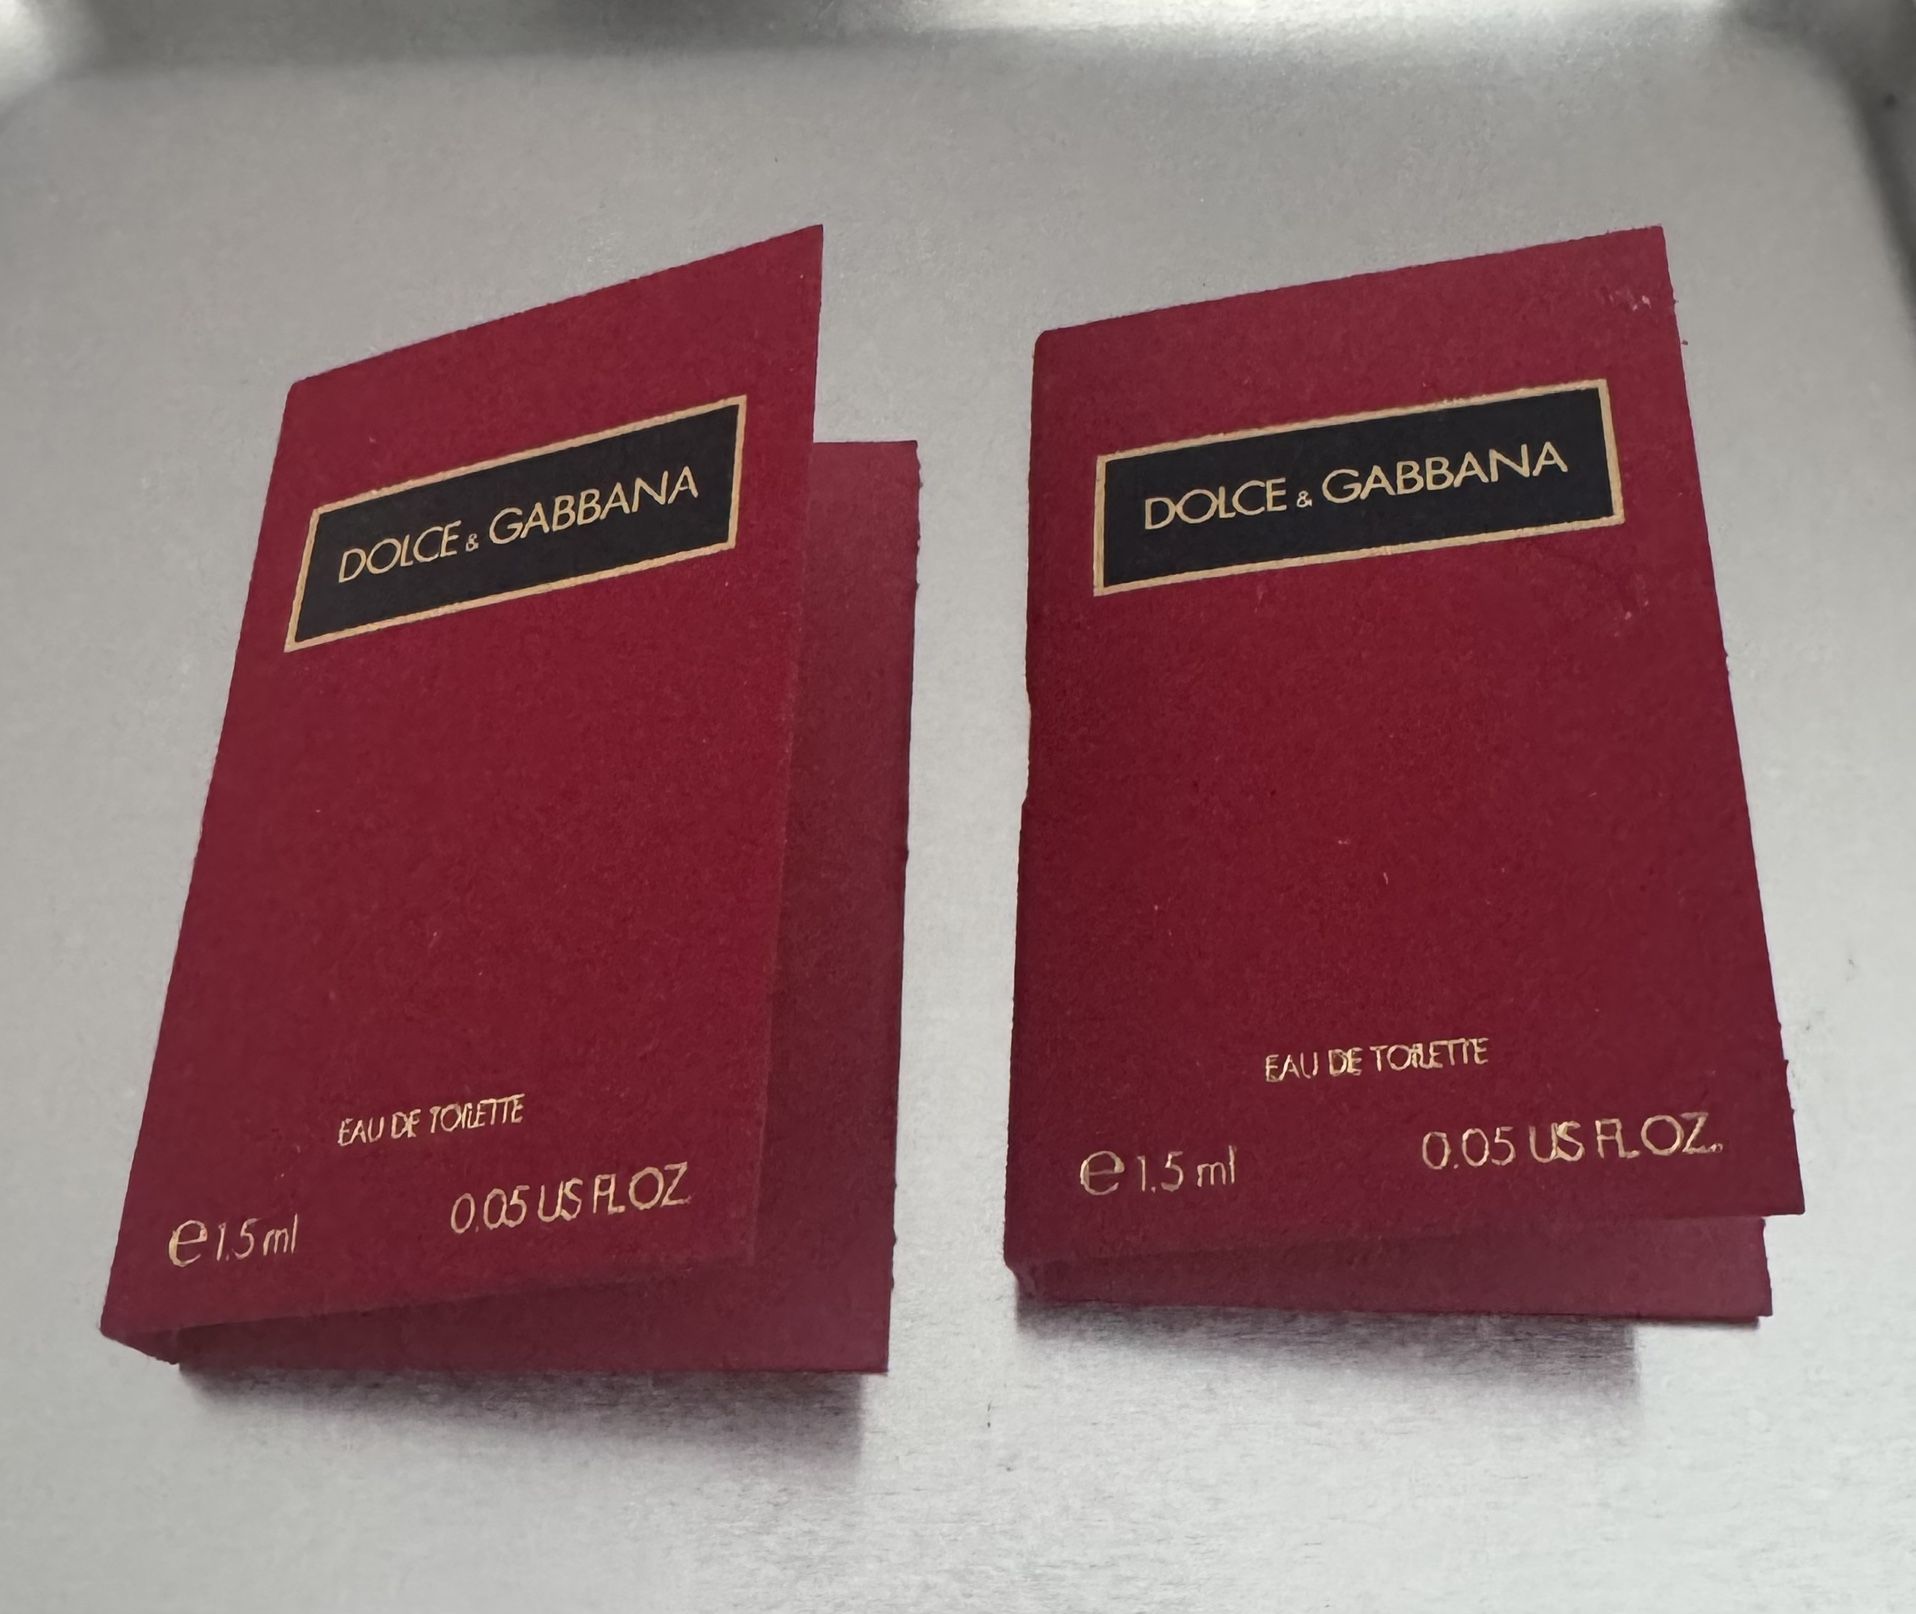 DOLCE & GABBANA
EAU DE TOILETTE
e 1.5 ml
0.05 US FL OZ
DOLCE & GABBANA
EAU DE TOILETTE
e 1.5 ml
0.05 US FL OZ.